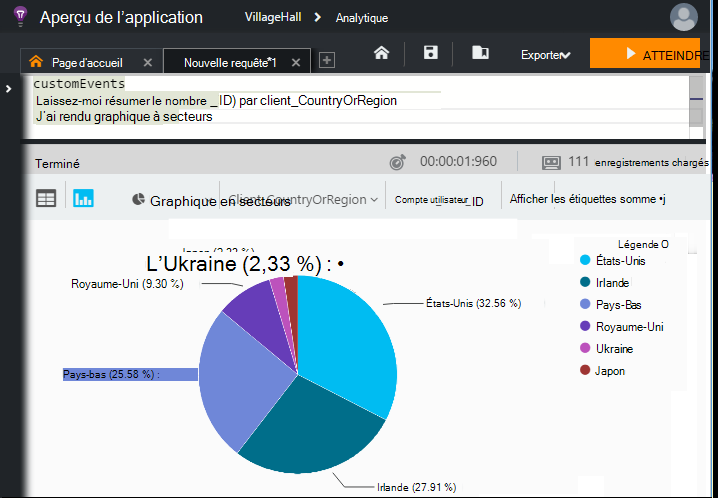 Aperçu de l’application VillageHall Analytique
Page d'accueil Nouvelle requête*1 Exporter ATTEINDRE
customEvents
Laissez-moi résumer le nombre _ID) par client_CountryOrRegion
J’ai rendu graphique à secteurs
Terminé 00:00:01:960 111 enregistrements chargés
Graphique en secteurs Client_CountryOrRegion Compte utilisateur_ID Afficher les étiquettes somme •j
Légende O
L’Ukraine (2,33 %) : •
États-Unis
Royaume-Uni (9.30 %)
Irlande
États-Unis (32.56 %)
Pays-Bas
Royaume-Uni
Ukraine
Pays-bas (25.58 %) :
Japon
Irlande (27.91 %)